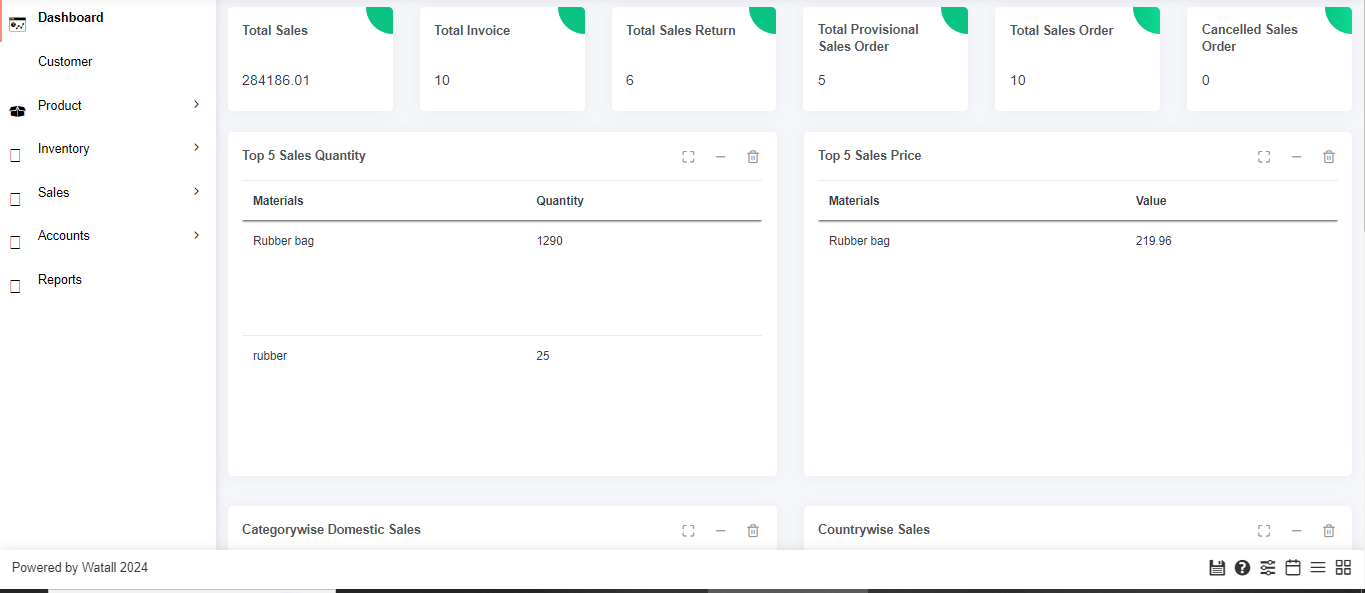 Dashboard
Customer
Product
Inventory
Sales
Accounts
Reports
Total Sales
284186.01
Total Invoice
10
Total Sales Return
6
Total Provisional
Sales Order
5
Total Sales Order
10
Cancelled Sales
Order
0
Top 5 Sales Quantity
Materials Quantity
Rubber bag 1290
rubber 25
Top 5 Sales Price
Materials Value
Rubber bag 219.96
Categorywise Domestic Sales
Countrywise Sales
Powered by Watall 2024